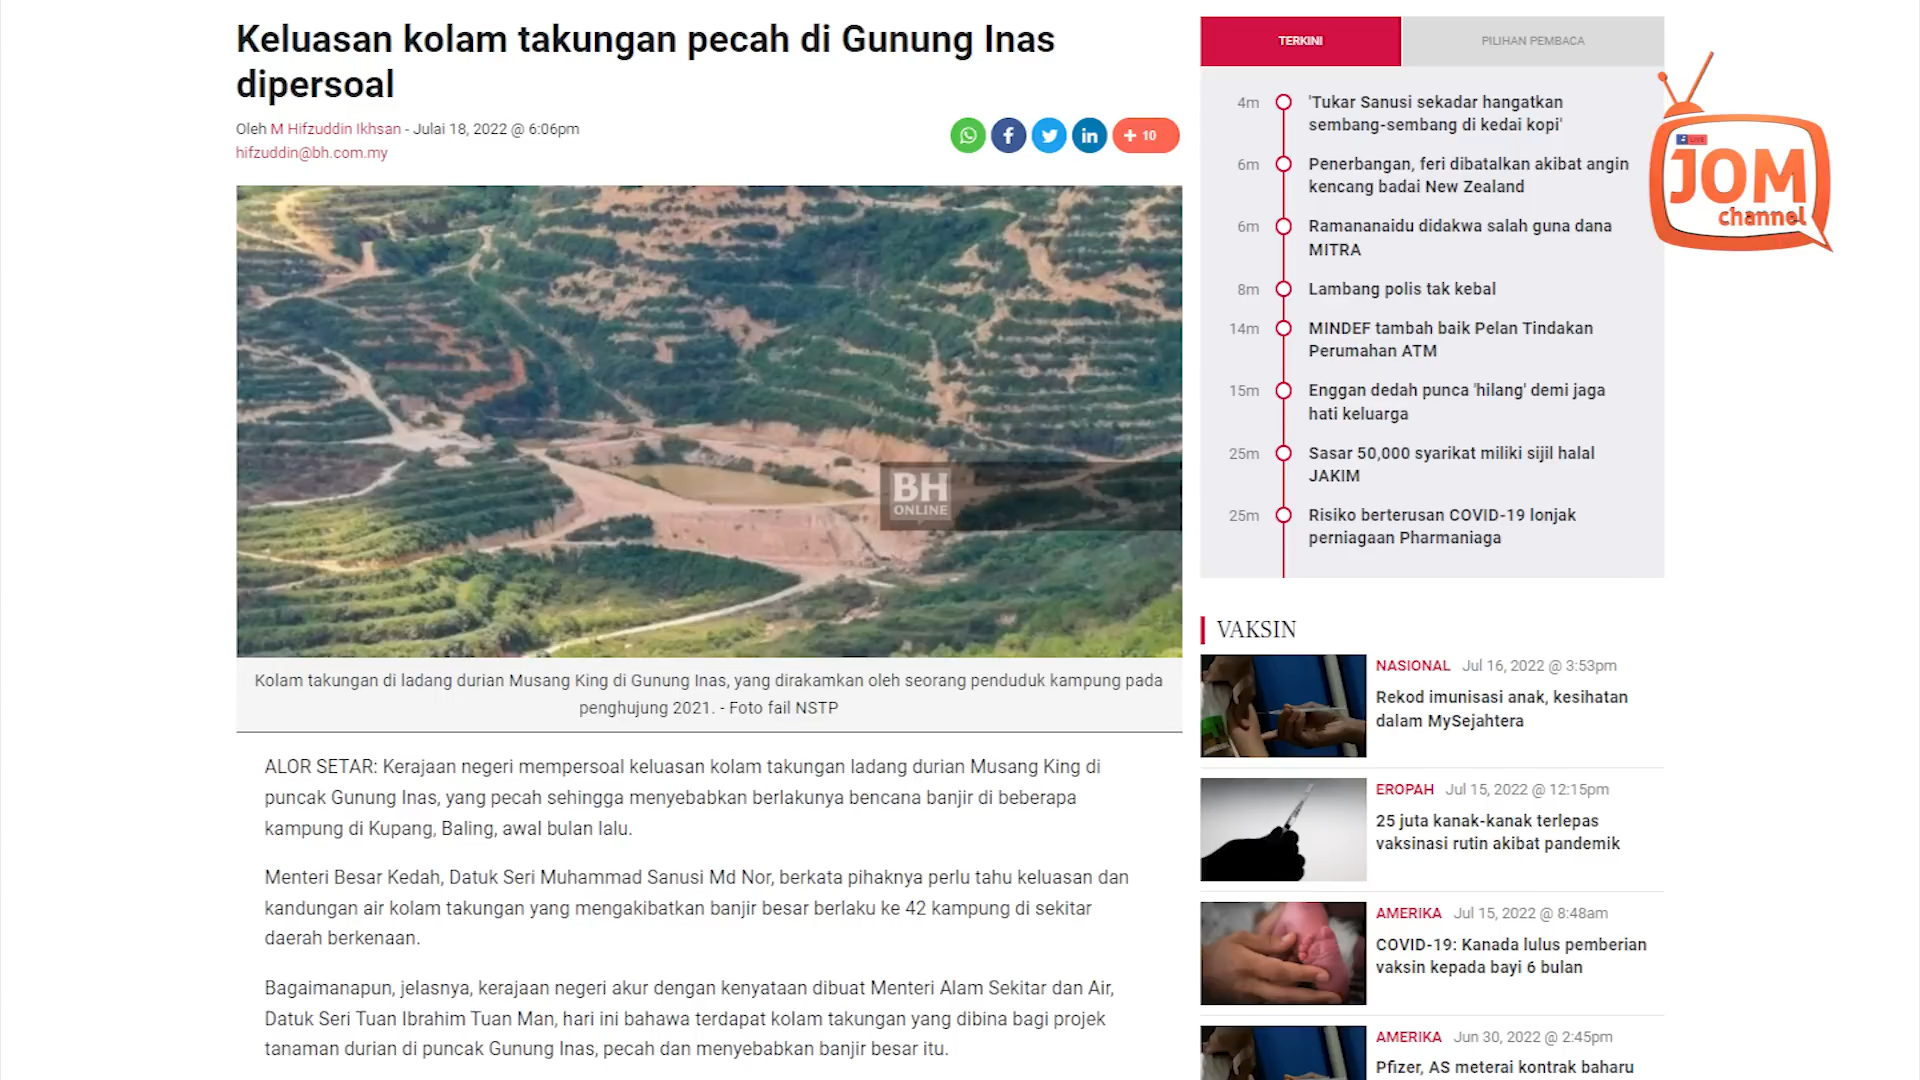 Keluasan kolam takungan pecah di Gunung Inas
dipersoal
Oleh M Hifzuddin Ikhsan - Julai 18, 2022 @ 6:06pm
hifzuddin@bh.com.my
+ 10
BH
ONLINE
Kolam takungan di ladang durian Musang King di Gunung Inas, yang dirakamkan oleh seorang penduduk kampung pada
penghujung 2021. - Foto fail NSTP
ALOR SETAR: Kerajaan negeri mempersoal keluasan kolam takungan ladang durian Musang King di
puncak Gunung Inas, yang pecah sehingga menyebabkan berlakunya bencana banjir di beberapa
kampung di Kupang, Baling, awal bulan lalu.
Menteri Besar Kedah, Datuk Seri Muhammad Sanusi Md Nor, berkata pihaknya perlu tahu keluasan dan
kandungan air kolam takungan yang mengakibatkan banjir besar berlaku ke 42 kampung di sekitar
daerah berkenaan.
Bagaimanapun, jelasnya, kerajaan negeri akur dengan kenyataan dibuat Menteri Alam Sekitar dan Air,
Datuk Seri Tuan Ibrahim Tuan Man, hari ini bahawa terdapat kolam takungan yang dibina bagi projek
tanaman durian di puncak Gunung Inas, pecah dan menyebabkan banjir besar itu.
TERKINI
PILIHAN PEMBACA
4m
'Tukar Sanusi sekadar hangatkan
sembang-sembang di kedai kopi'
6m
Penerbangan, feri dibatalkan akibat angin
kencang badai New Zealand
6m
Ramananaidu didakwa salah guna dana
MITRA
8m
Lambang polis tak kebal
14m
MINDEF tambah baik Pelan Tindakan
Perumahan ATM
15m
Enggan dedah punca 'hilang' demi jaga
hati keluarga
25m
Sasar 50,000 syarikat miliki sijil halal
JAKIM
25m
Risiko berterusan COVID-19 lonjak
perniagaan Pharmaniaga
LIVE
JOM
channel
VAKSIN
NASIONAL Jul 16, 2022 @ 3:53pm
Rekod imunisasi anak, kesihatan
dalam MySejahtera
EROPAH Jul 15, 2022 @ 12:15pm
25 juta kanak-kanak terlepas
vaksinasi rutin akibat pandemik
AMERIKA Jul 15, 2022 @ 8:48am
COVID-19: Kanada lulus pemberian
vaksin kepada bayi 6 bulan
AMERIKA Jun 30, 2022 @ 2:45pm
Pfizer, AS meterai kontrak baharu